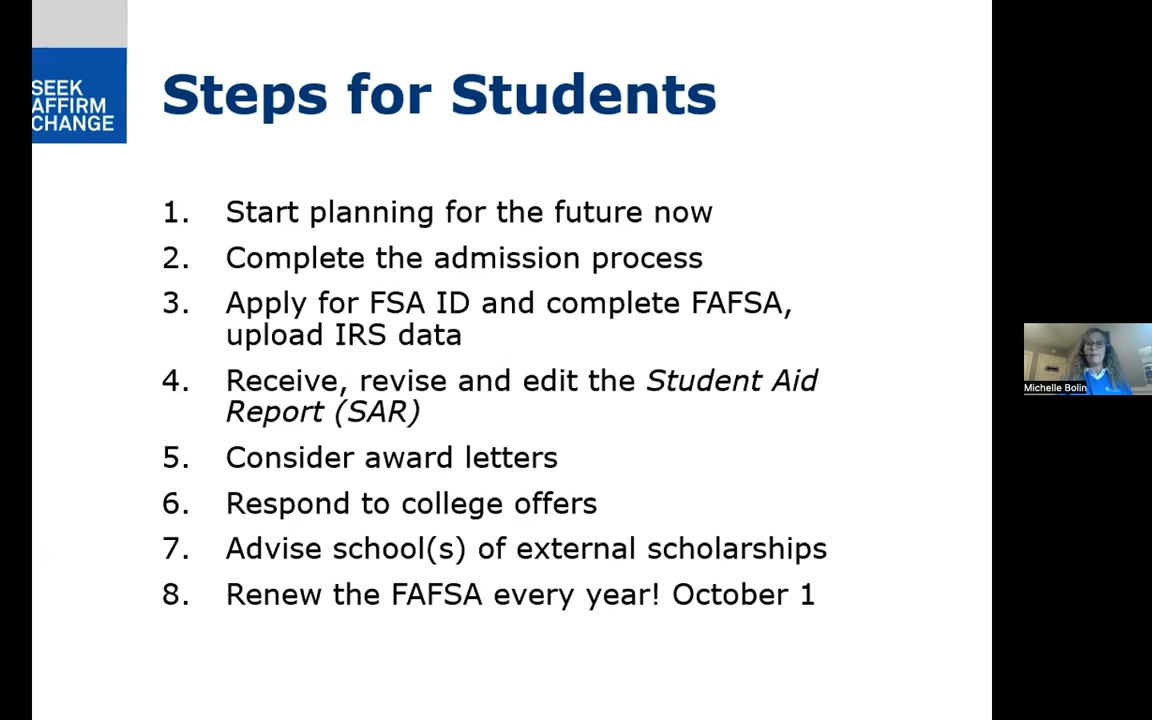 SEEK
AFFIRM
CHANGE
Steps for Students
1. Start planning for the future now
2. Complete the admission process
3. Apply for FSA ID and complete FAFSA,
upload IRS data
4. Receive, revise and edit the Student Aid
Report (SAR)
5. Consider award letters
6. Respond to college offers
7. Advise school(s) of external scholarships
8. Renew the FAFSA every year! October 1
Michelle Bolin